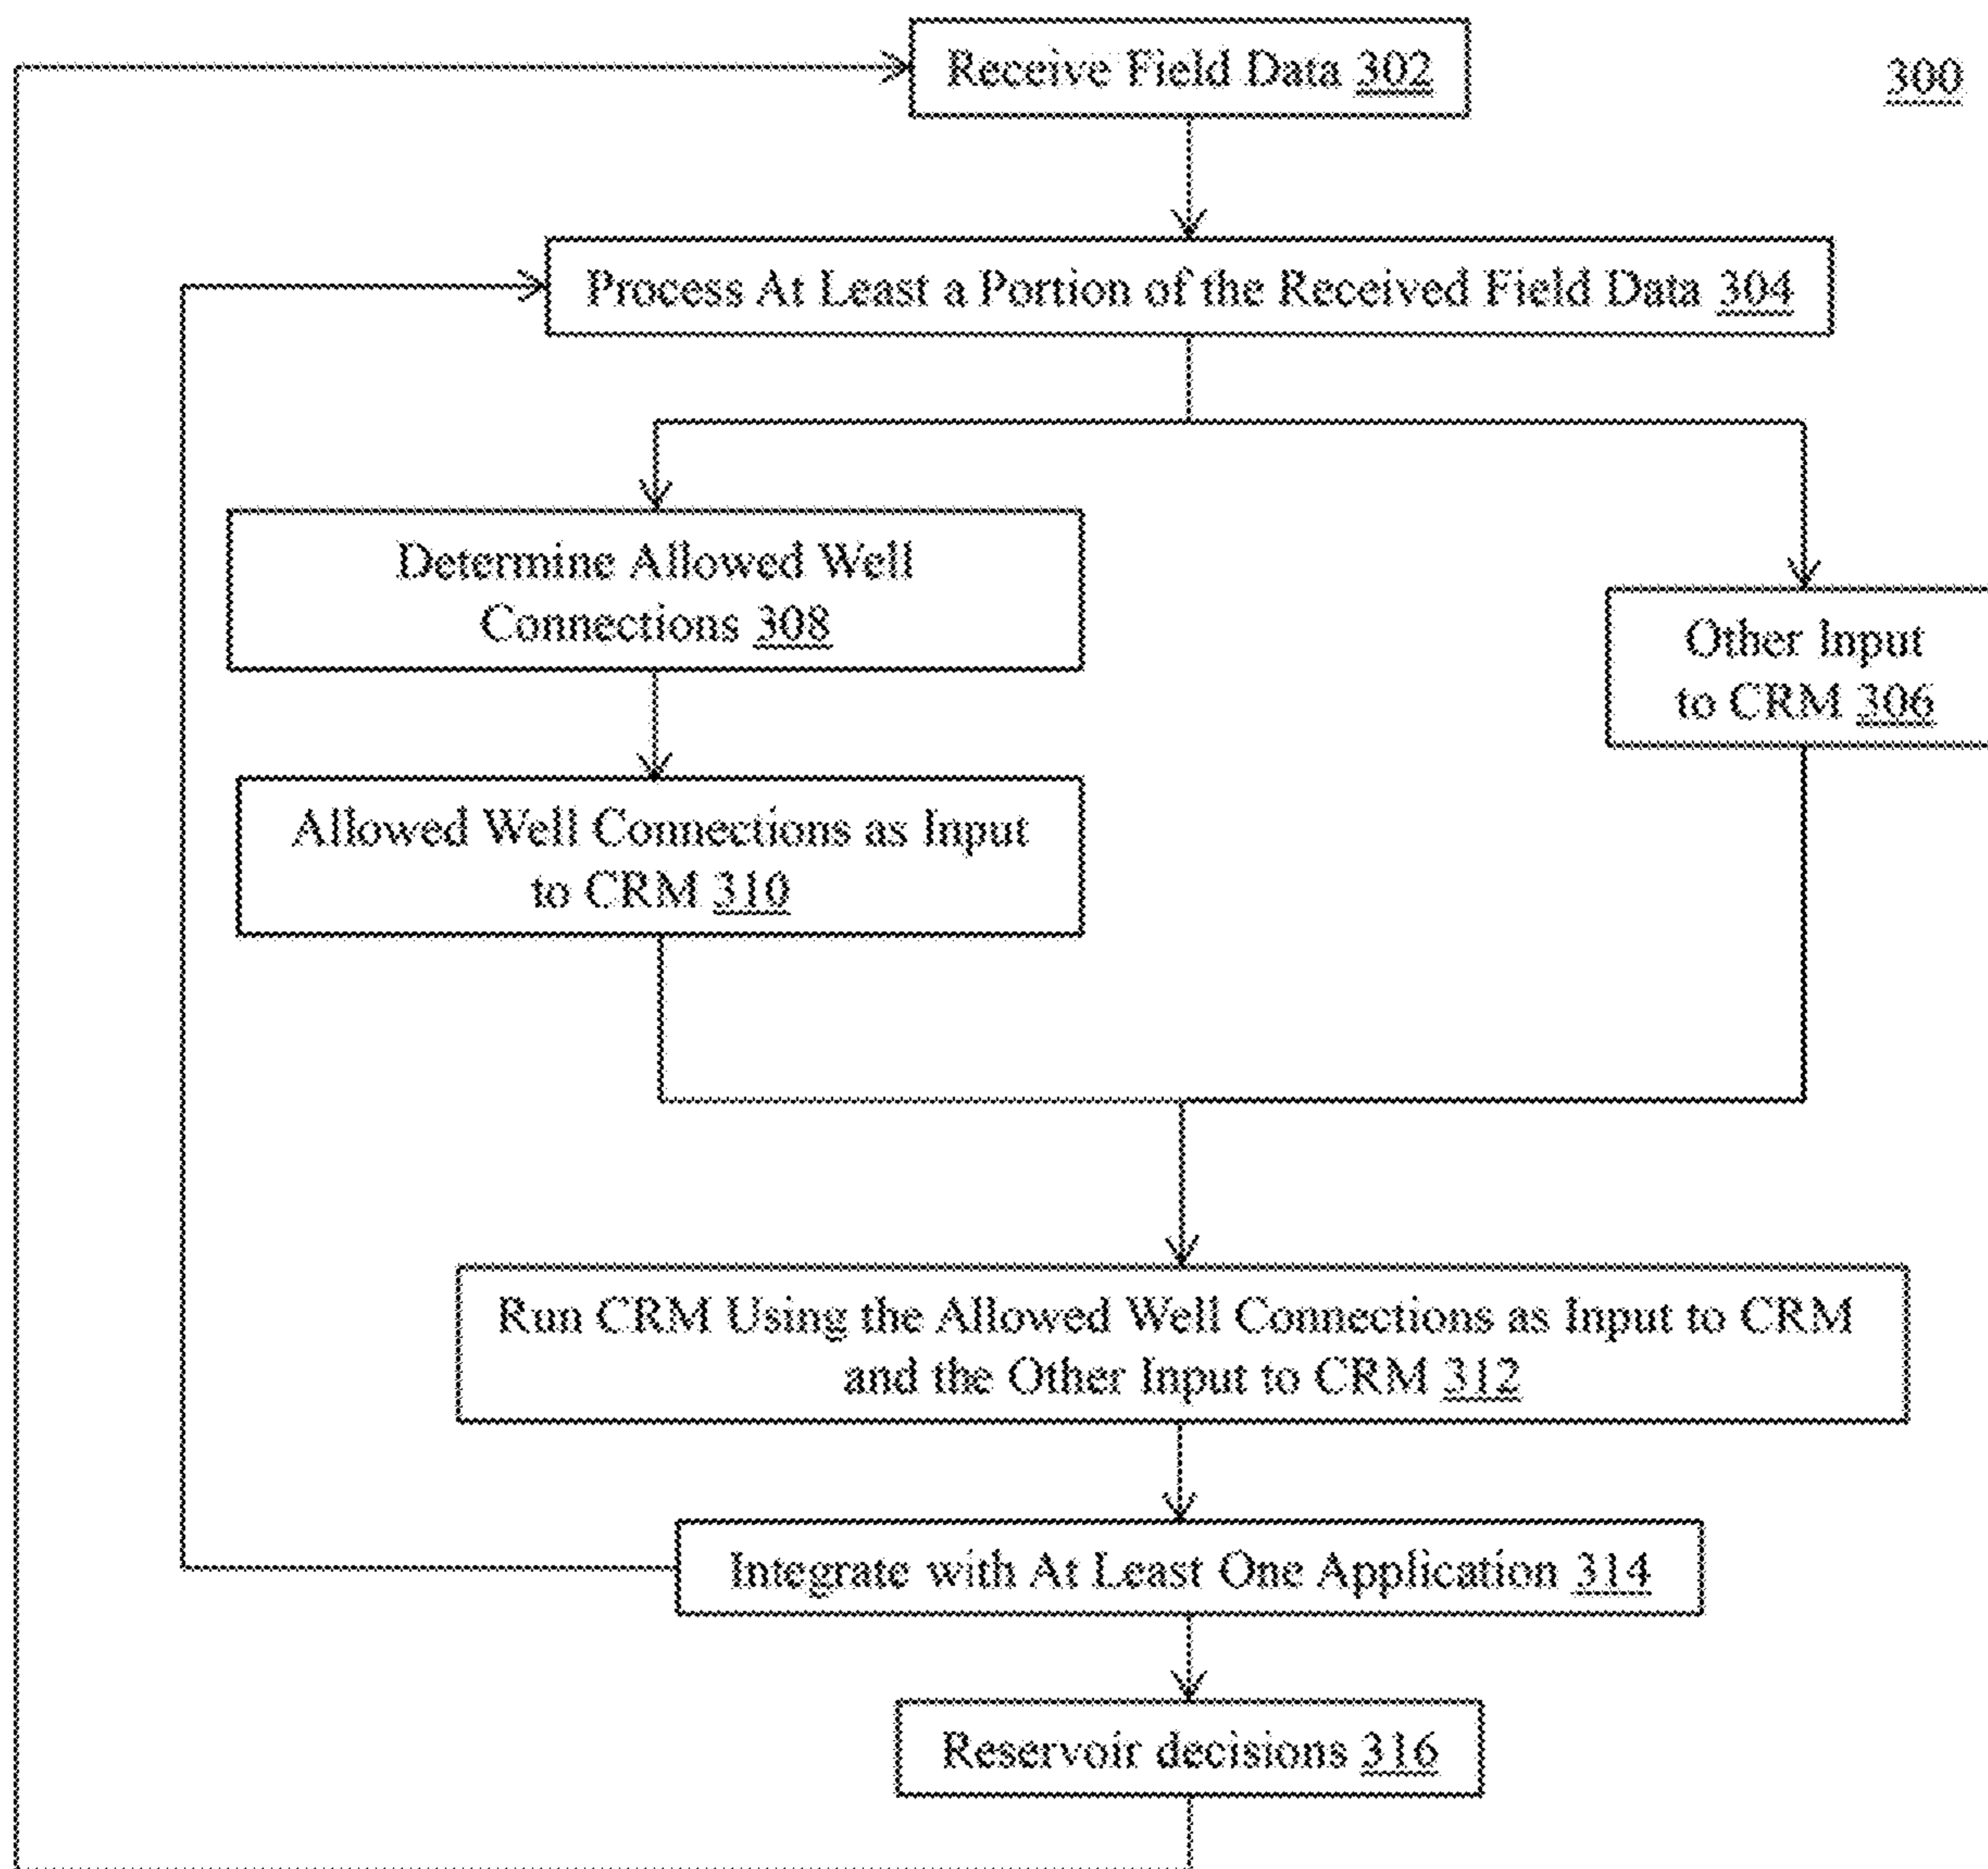 Receive Field Data 302
300
Process At Least a Portion of the Received Field Data 304
Determine Allowed Well
Connections 308
Other Input
to CRM 306
Allowed Well Connections as Input
to CRM 310
Run CRM Using the Allowed Well Connections as Input to CRM
and the Other Input to CRM 312
Integrate with At Least One Application 314
Reservoir decisions 316